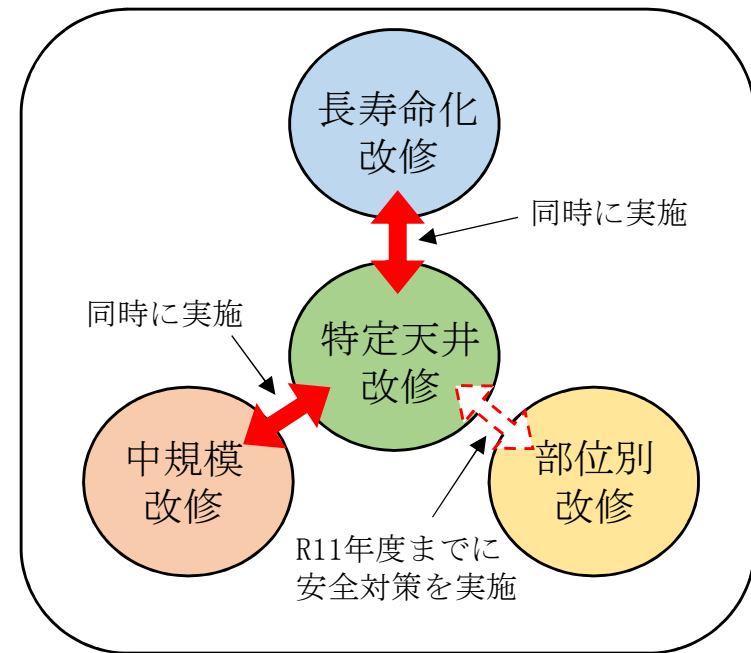 長寿命化
改修
同時に実施
同時に実施
特定天井
改修
中規模
改修
部位別
改修
R11年度までに
安全対策を実施